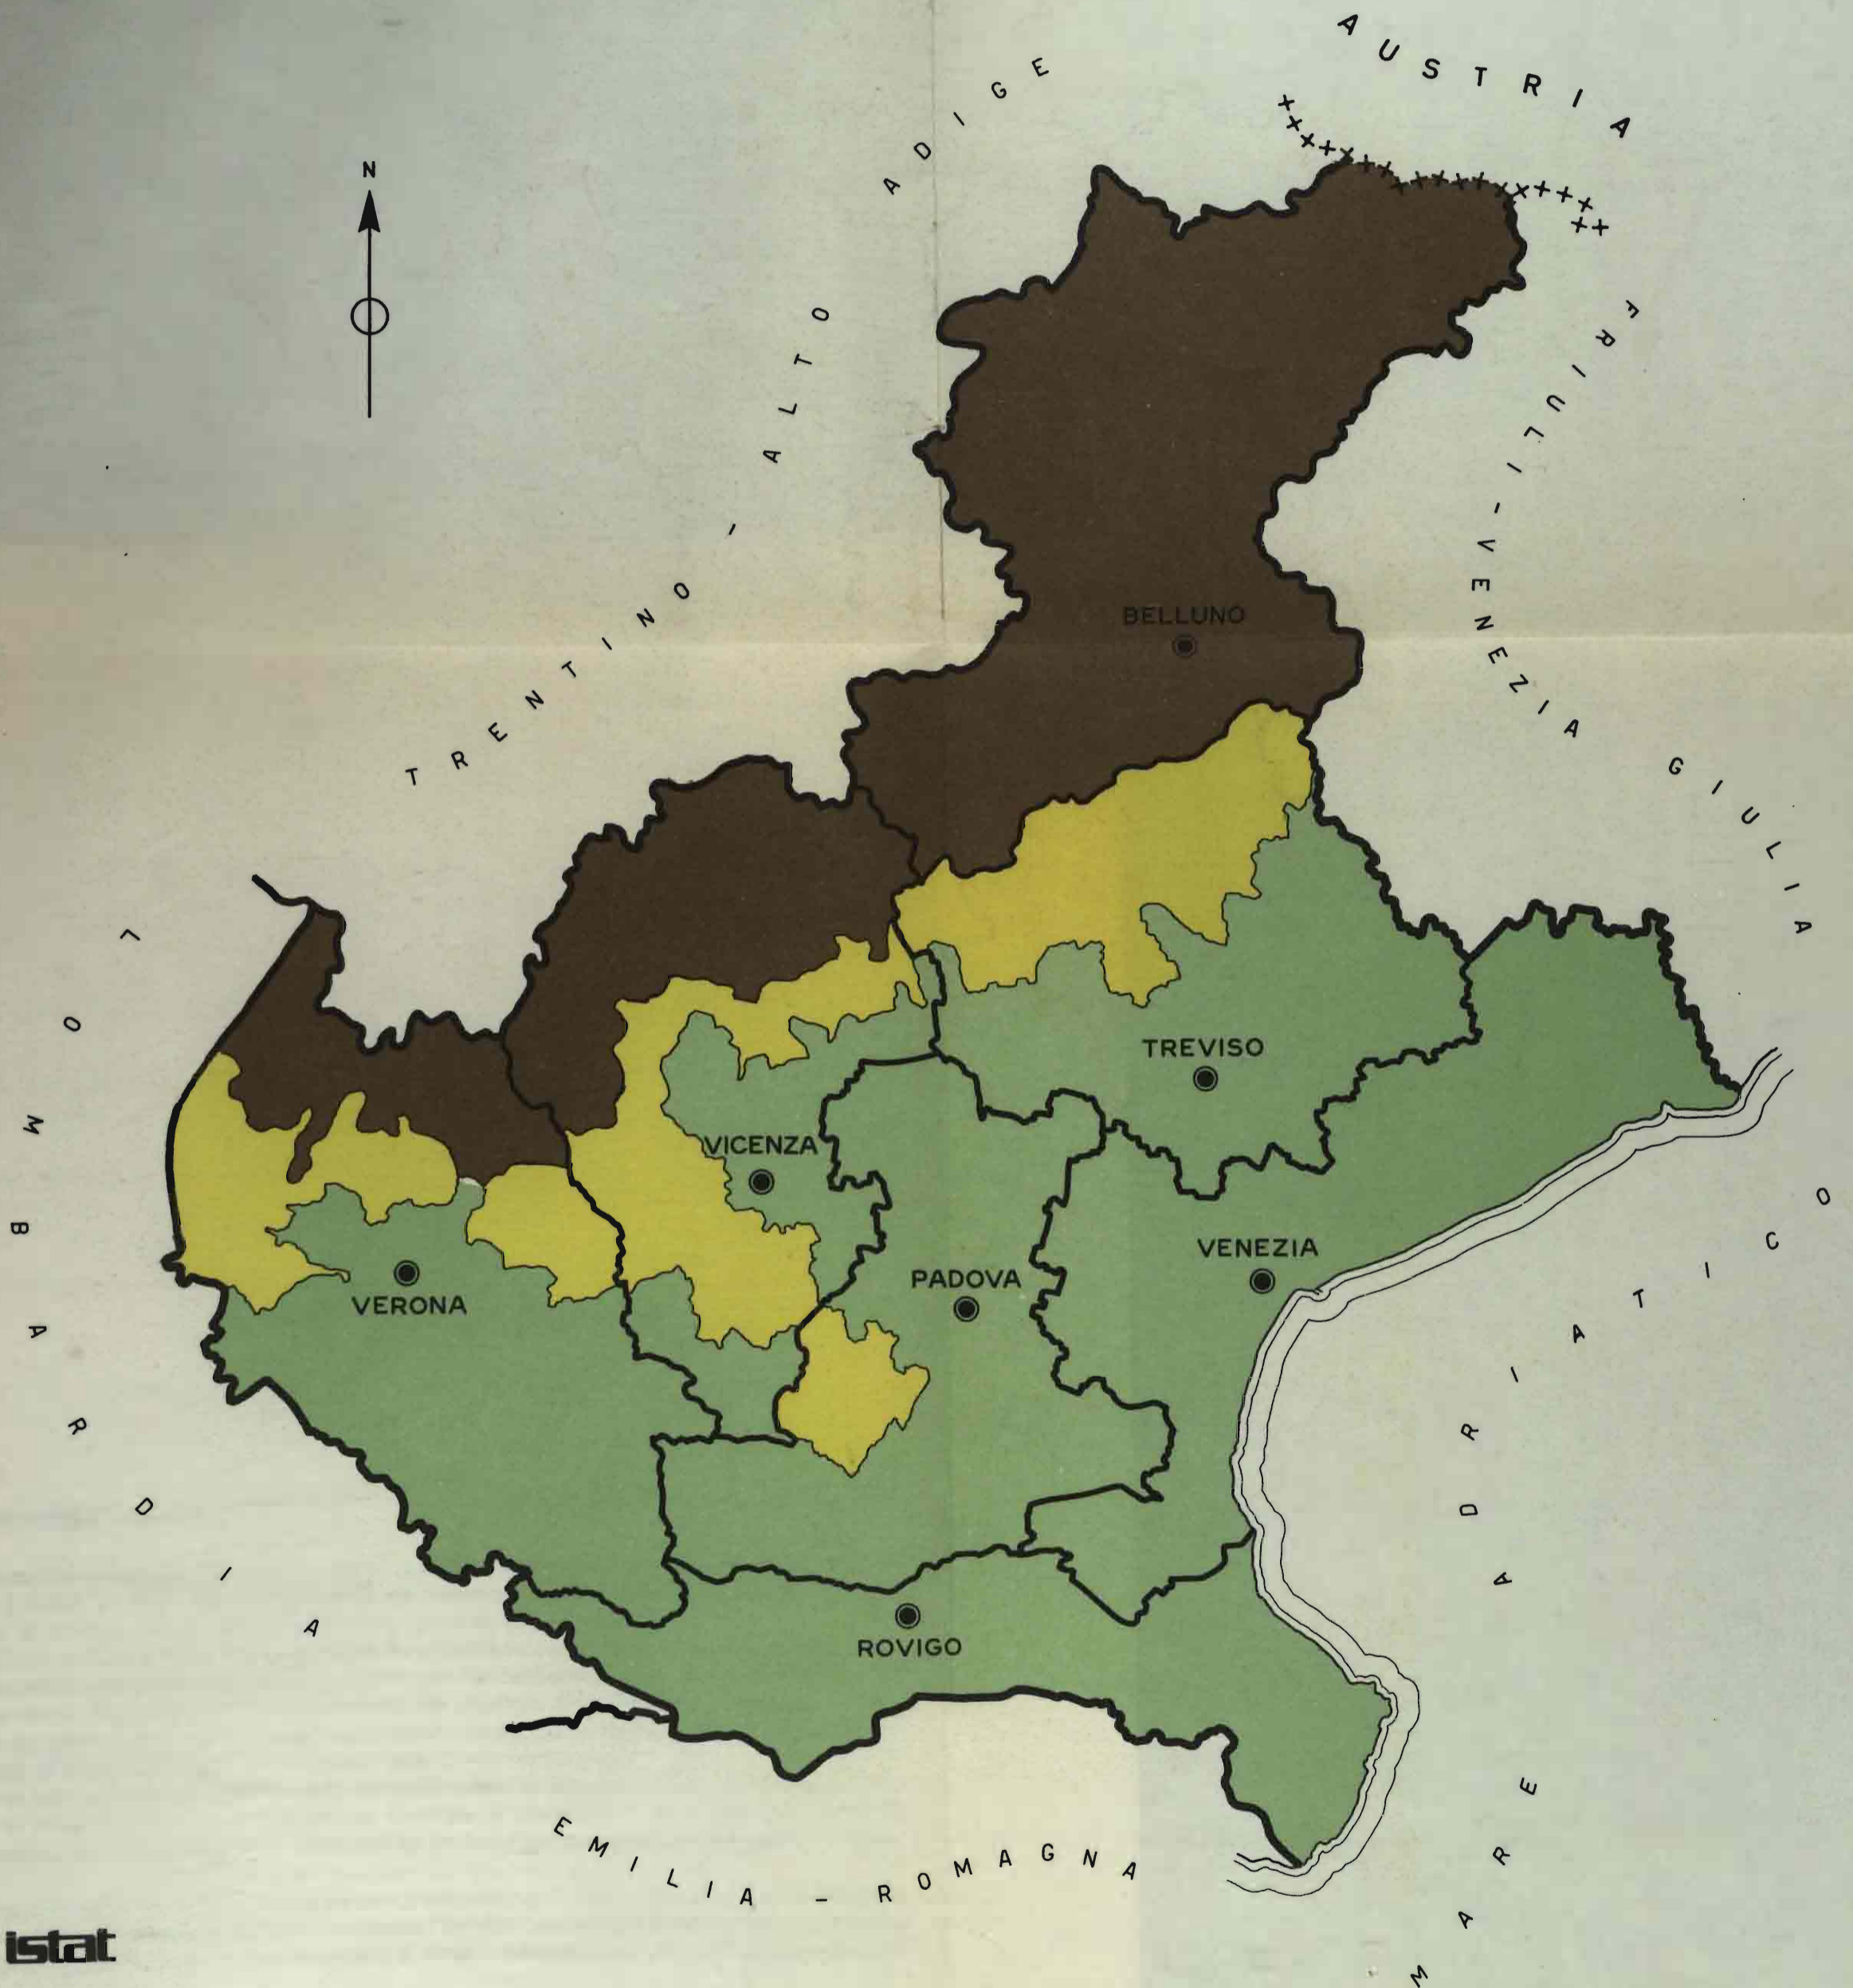 AUSTRIA
TRENTINO - ALTO ADIGE
N
FRIULI-VENEZIA GIULIA
BELLUNO
LOMBARDIA
TREVISO
VICENZA
VENEZIA
PADOVA
VERONA
MARE ADRIATICO
ROVIGO
EMILIA - ROMAGNA
istat